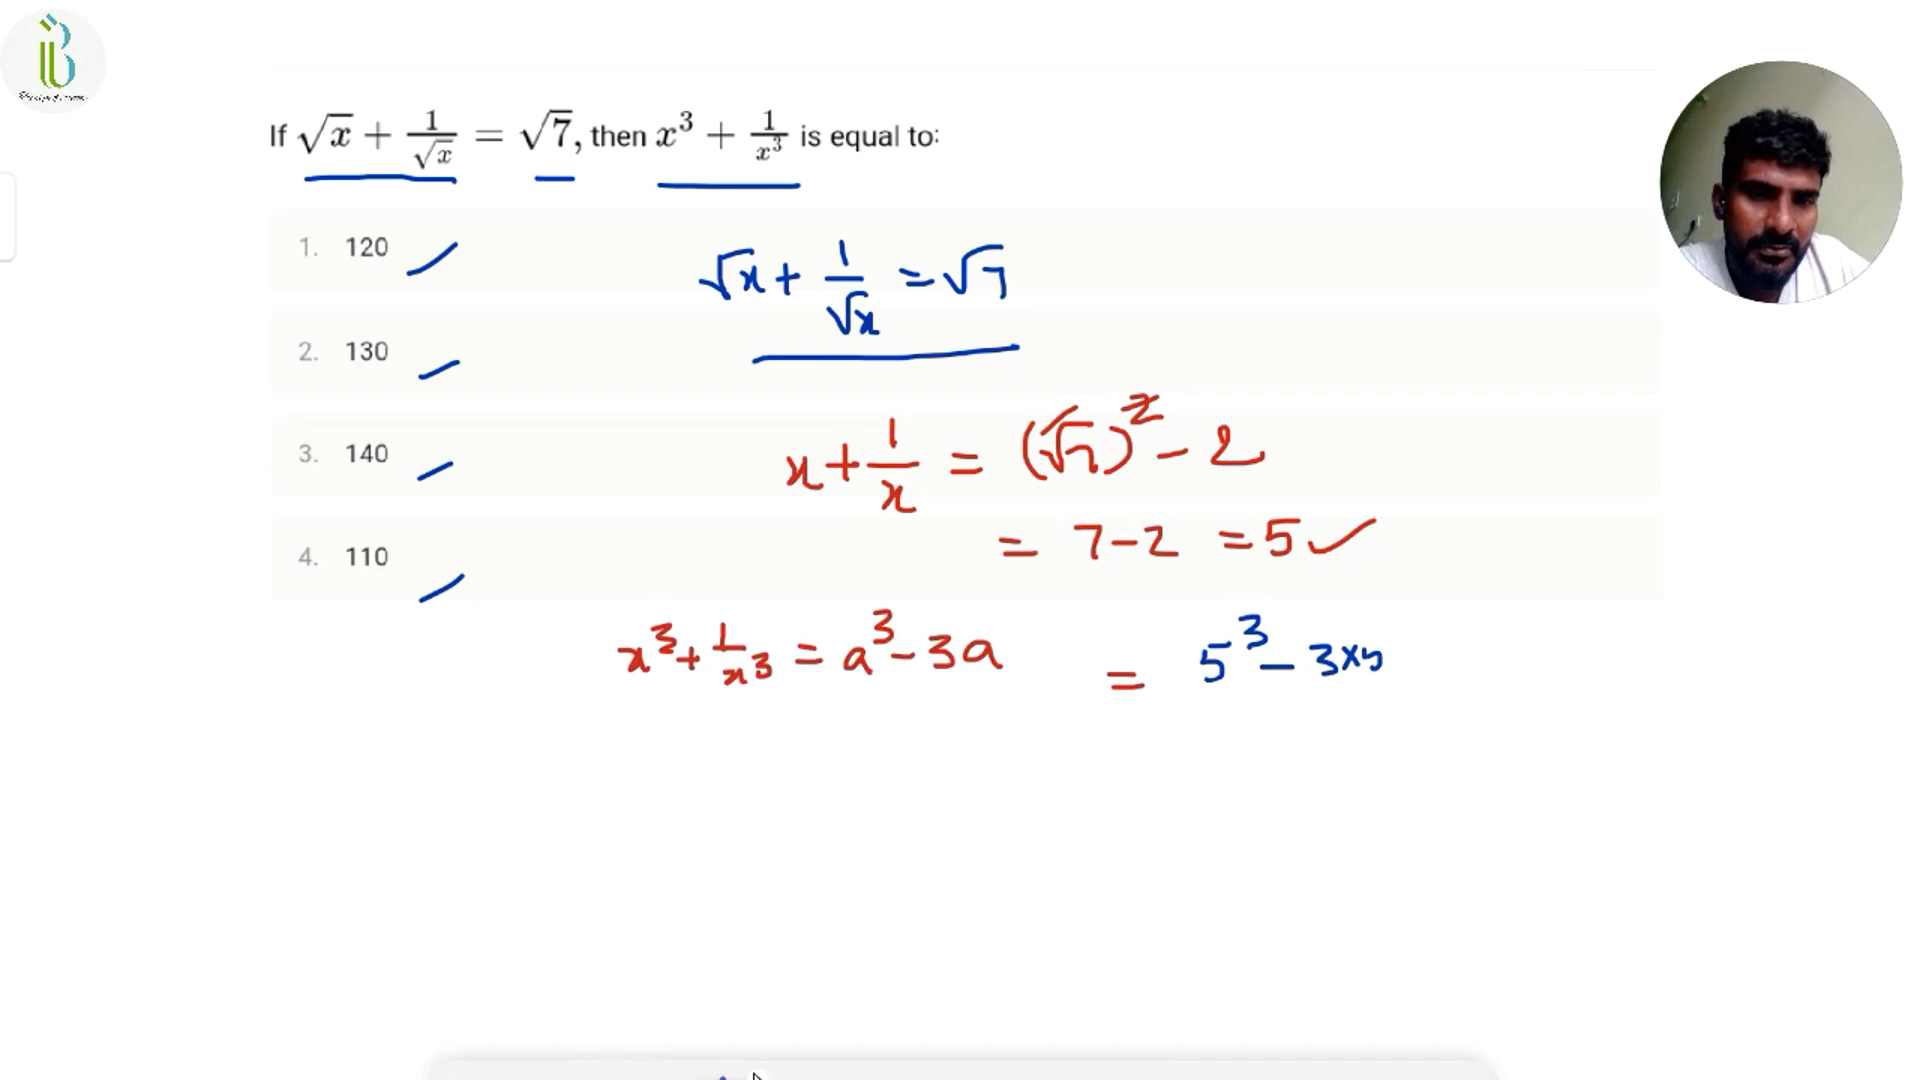 If √x + 1/√x = √7, then x³ + 1/x³ is equal to:
1. 120
2. 130
3. 140
4. 110
√x + 1/√x = √7
x + 1/x = (√7)² - 2
= 7 - 2 = 5 ✓
x³ + 1/x³ = a³ - 3a = 5³ - 3×5